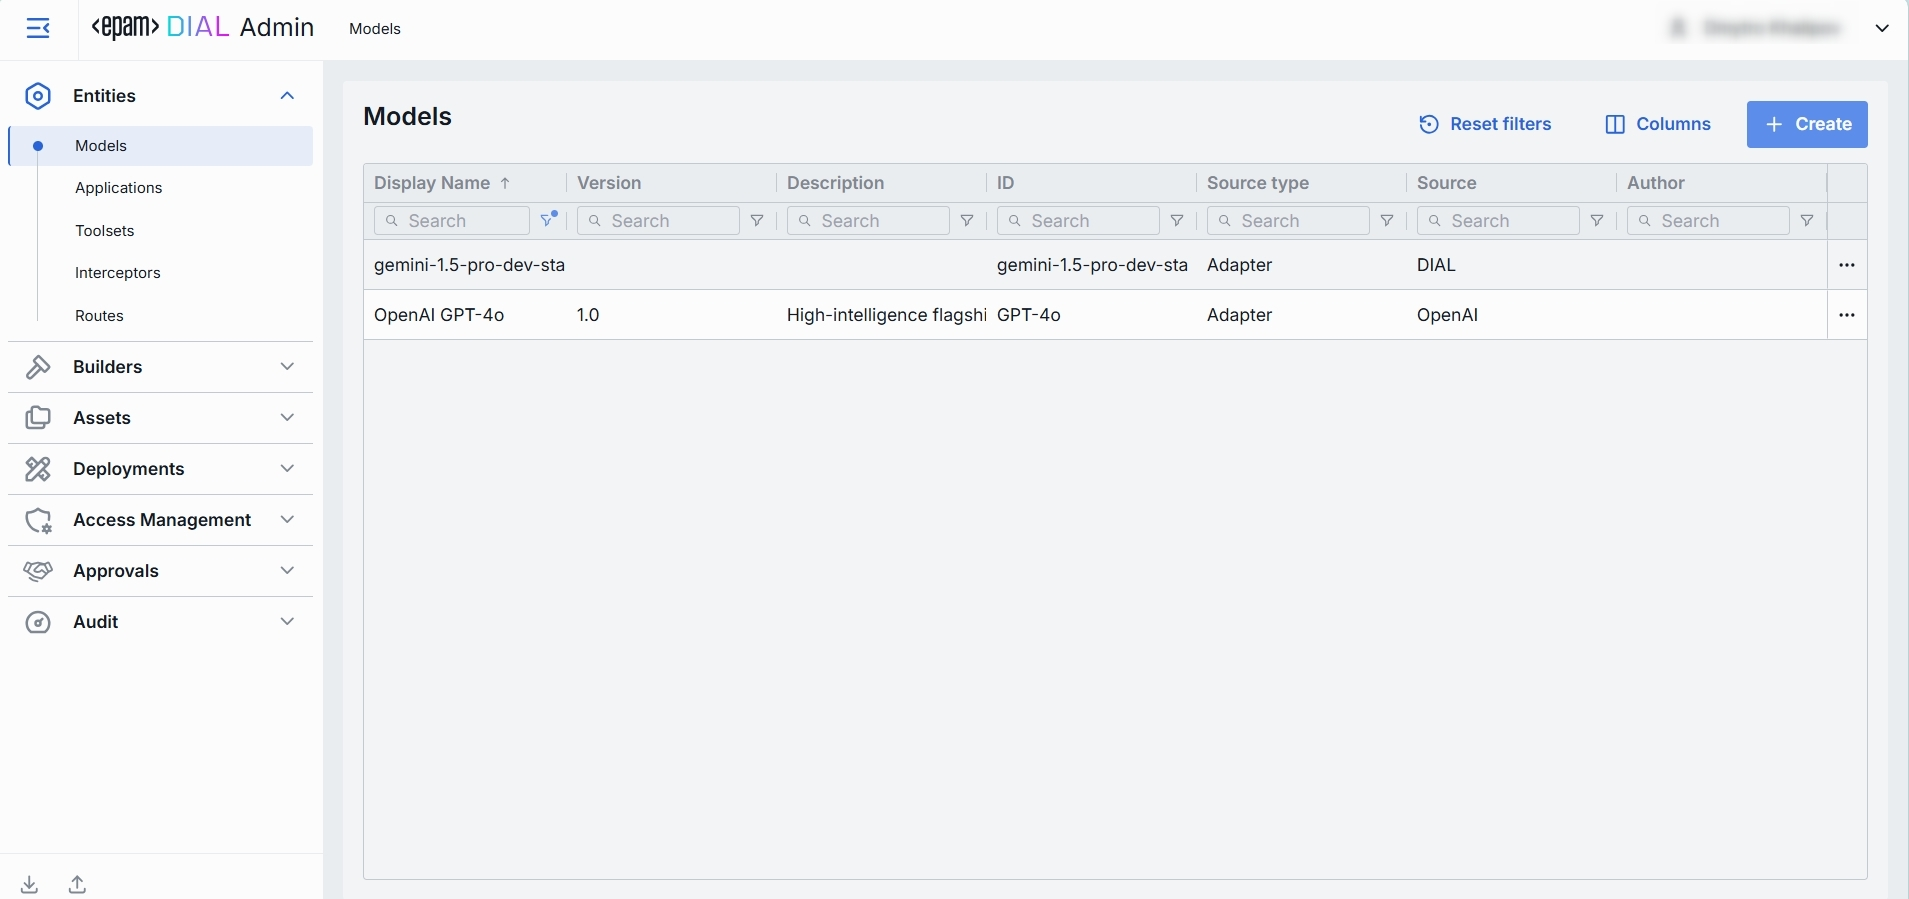 <epam> DIAL Admin
Models
Entities
Models
Applications
Toolsets
Interceptors
Routes
Builders
Assets
Deployments
Access Management
Approvals
Audit
Models
Reset filters
Columns
+ Create
Display Name ↑ Version Description ID Source type Source Author
Search Search Search Search Search Search Search
gemini-1.5-pro-dev-sta gemini-1.5-pro-dev-sta Adapter DIAL ...
OpenAI GPT-4o 1.0 High-intelligence flagshi GPT-4o Adapter OpenAI ...